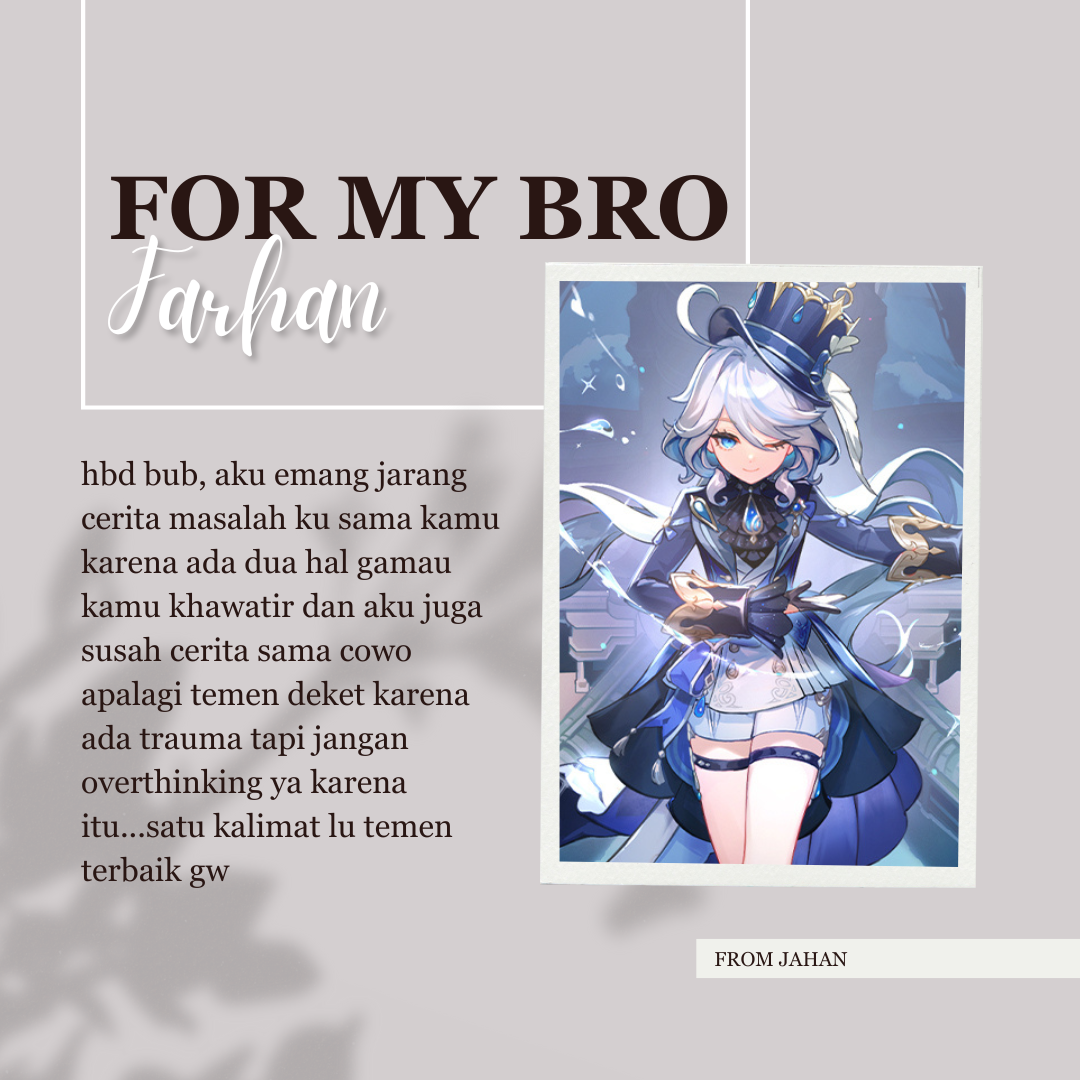 FOR MY BRO
Farhan
hbd bub, aku emang jarang
cerita masalah ku sama kamu
karena ada dua hal gamau
kamu khawatir dan aku juga
susah cerita sama cowo
apalagi temen deket karena
ada trauma tapi jangan
overthinking ya karena
itu...satu kalimat lu temen
terbaik gw
FROM JAHAN